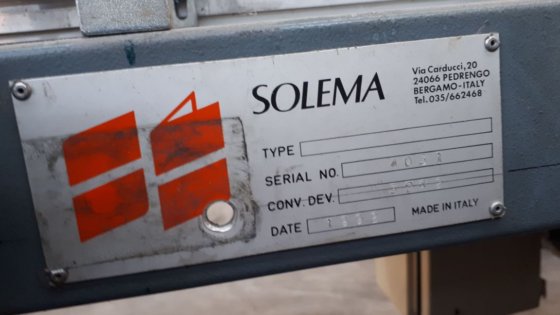 SOLEMA
Via Carducci, 20
24066 PEDRENGO
BERGAMO-ITALY
Tel. 035/662468
TYPE
SERIAL NO.
CONV. DEV.
DATE
MADE IN ITALY